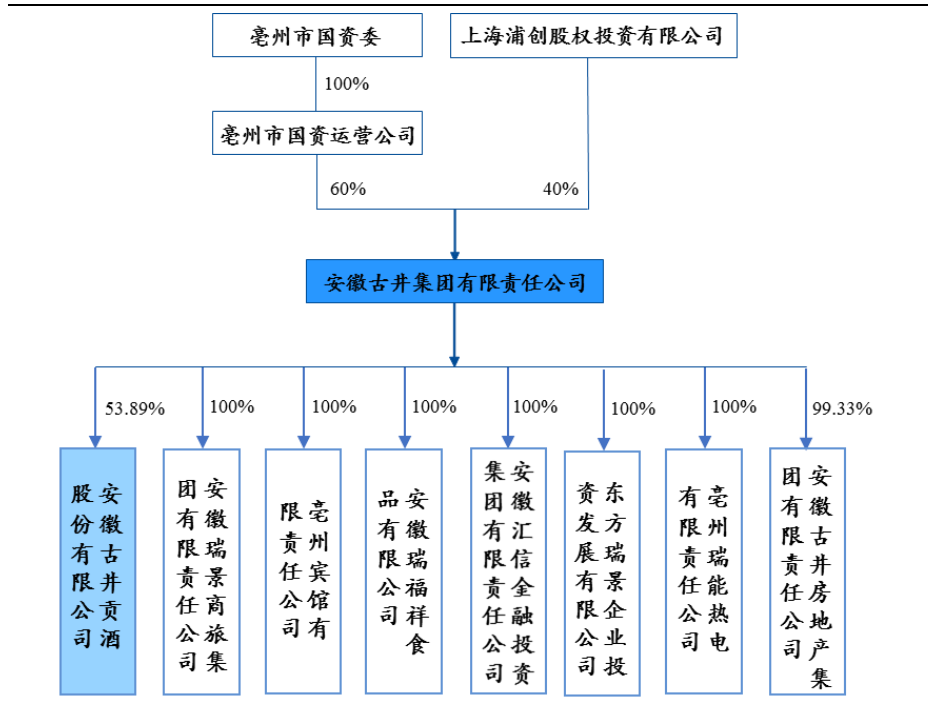 亳州市国资委
上海浦创股权投资有限公司
100%
亳州市国资运营公司
60%
40%
安徽古井集团有限责任公司
53.89%
100%
100%
100%
100%
100%
100%
99.33%
安徽古井贡酒
股份有限公司
安徽瑞景商旅集
团有限责任公司
亳州宾馆有
限责任公司
安徽瑞福祥食
品有限公司
安徽汇信金融投资
集团有限责任公司
东方瑞景企业投
资发展有限公司
亳州瑞能热电
有限责任公司
安徽古井房地产集
团有限责任公司